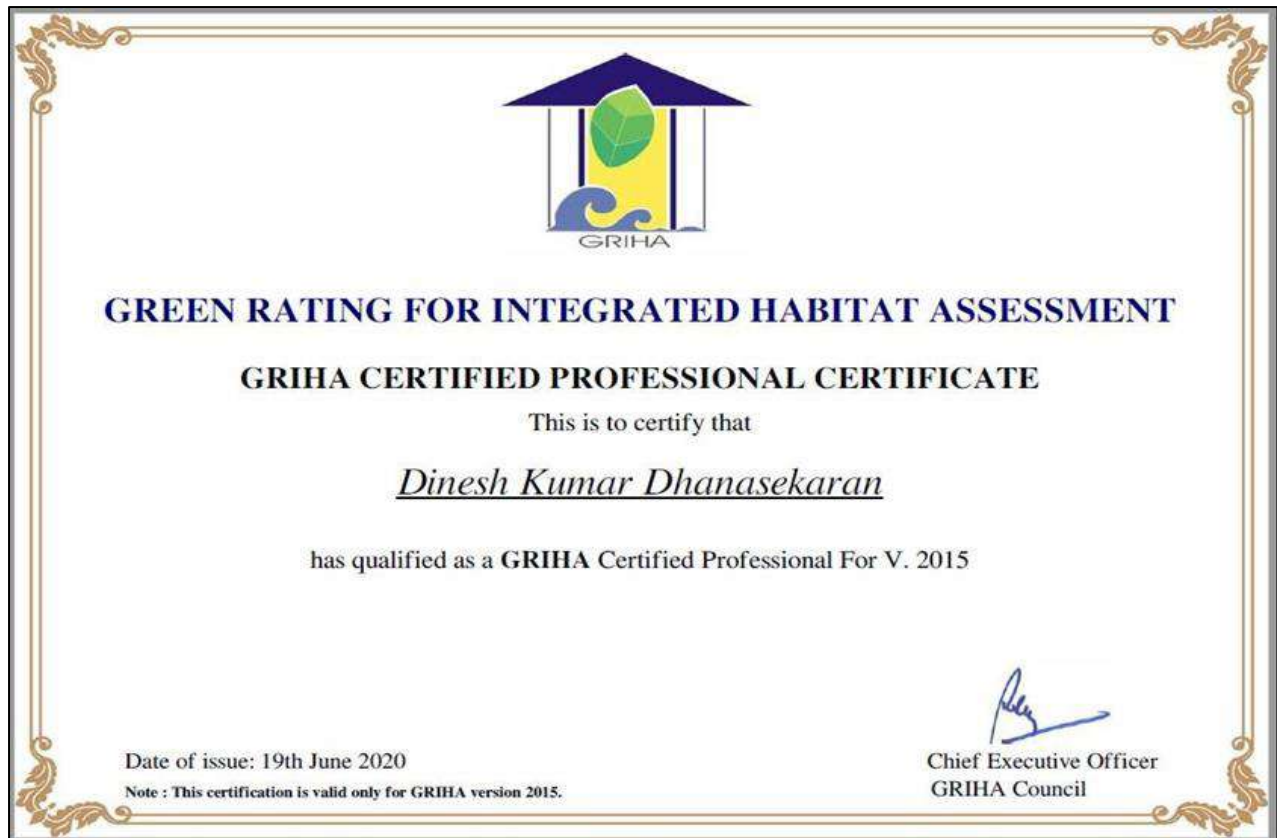 GRIHA
GREEN RATING FOR INTEGRATED HABITAT ASSESSMENT
GRIHA CERTIFIED PROFESSIONAL CERTIFICATE
This is to certify that
Dinesh Kumar Dhanasekaran
has qualified as a GRIHA Certified Professional For V. 2015
Date of issue: 19th June 2020
Note : This certification is valid only for GRIHA version 2015.
Chief Executive Officer
GRIHA Council